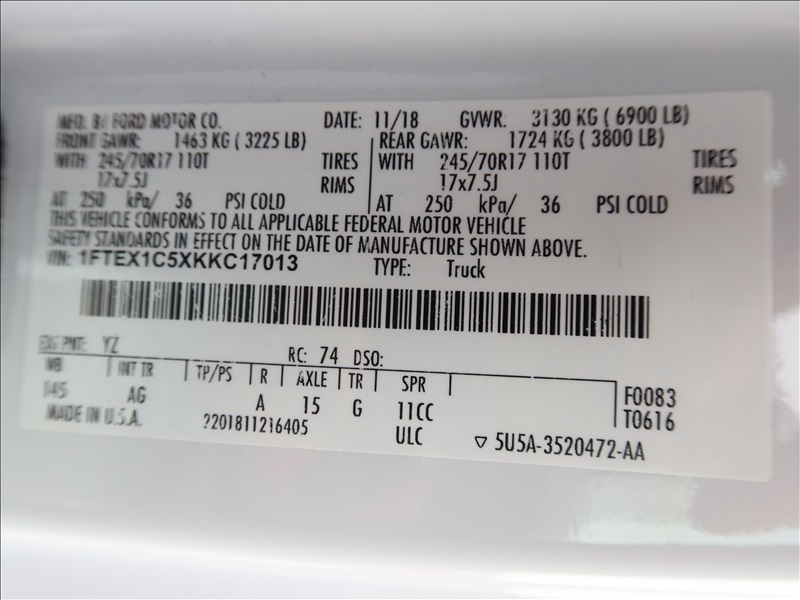 MFD. BY FORD MOTOR CO. DATE: 11/18 GVWR. 3130 KG ( 6900 LB)
FRONT GAWR: 1463 KG ( 3225 LB) REAR GAWR: 1724 KG ( 3800 LB)
WITH 245/70R17 110T TIRES WITH 245/70R17 110T TIRES
17x7.5J RIMS 17x7.5J RIMS
AT 250 kPa/ 36 PSI COLD AT 250 kPa/ 36 PSI COLD
THIS VEHICLE CONFORMS TO ALL APPLICABLE FEDERAL MOTOR VEHICLE
SAFETY STANDARDS IN EFFECT ON THE DATE OF MANUFACTURE SHOWN ABOVE.
VIN: 1FTEX1C5XKKC17013 TYPE: Truck
EXT PNT: YZ RC: 74 DSO:
WB INT TR TP/PS R AXLE TR SPR F0083
145 AG A 15 G 11CC T0616
MADE IN U.S.A. 2201811216405 ULC ▽ 5U5A-3520472-AA